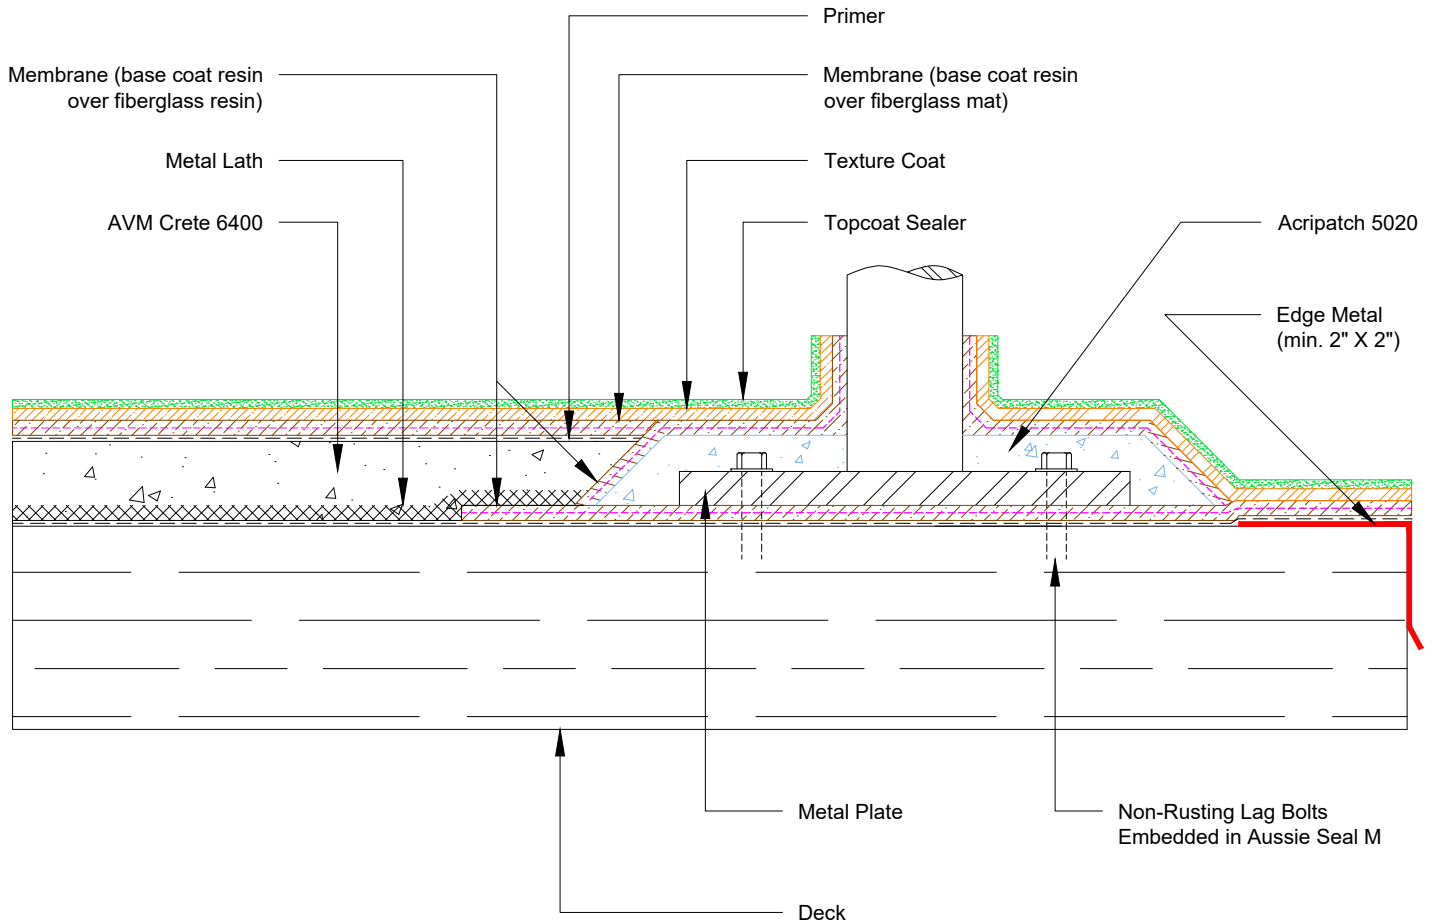 Primer
Membrane (base coat resin
over fiberglass resin)
Membrane (base coat resin
over fiberglass mat)
Metal Lath
Texture Coat
AVM Crete 6400
Topcoat Sealer
Acripatch 5020
Edge Metal
(min. 2" X 2")
Metal Plate
Non-Rusting Lag Bolts
Embedded in Aussie Seal M
Deck